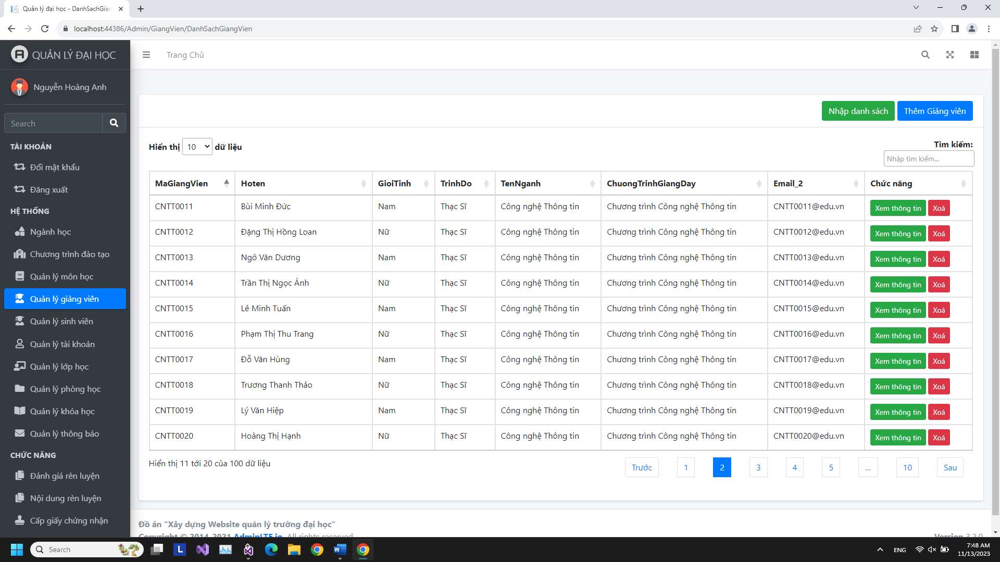 Quản lý đại học - DanhSachGian
localhost:44386/Admin/GiangVien/DanhSachGiangVien
QUẢN LÝ ĐẠI HỌC
Trang Chủ
Nguyễn Hoàng Anh
Search
TÀI KHOẢN
Đổi mật khẩu
Đăng xuất
HỆ THỐNG
Ngành học
Chương trình đào tạo
Quản lý môn học
Quản lý giảng viên
Quản lý sinh viên
Quản lý tài khoản
Quản lý lớp học
Quản lý phòng học
Quản lý khóa học
Quản lý thông báo
CHỨC NĂNG
Đánh giá rèn luyện
Nội dung rèn luyện
Cấp giấy chứng nhận
Nhập danh sách Thêm Giảng viên
Hiển thị 10 dữ liệu
Tìm kiếm:
Nhập tìm kiếm...
MaGiangVien Hoten GioiTinh TrinhDo TenNganh ChuongTrinhGiangDay Email_2 Chức năng
CNTT0011 Bùi Minh Đức Nam Thạc Sĩ Công nghệ Thông tin Chương trình Công nghệ Thông tin CNTT0011@edu.vn Xem thông tin Xoá
CNTT0012 Đặng Thị Hồng Loan Nữ Thạc Sĩ Công nghệ Thông tin Chương trình Công nghệ Thông tin CNTT0012@edu.vn Xem thông tin Xoá
CNTT0013 Ngô Văn Dương Nam Thạc Sĩ Công nghệ Thông tin Chương trình Công nghệ Thông tin CNTT0013@edu.vn Xem thông tin Xoá
CNTT0014 Trần Thị Ngọc Ánh Nữ Thạc Sĩ Công nghệ Thông tin Chương trình Công nghệ Thông tin CNTT0014@edu.vn Xem thông tin Xoá
CNTT0015 Lê Minh Tuấn Nam Thạc Sĩ Công nghệ Thông tin Chương trình Công nghệ Thông tin CNTT0015@edu.vn Xem thông tin Xoá
CNTT0016 Phạm Thị Thu Trang Nữ Thạc Sĩ Công nghệ Thông tin Chương trình Công nghệ Thông tin CNTT0016@edu.vn Xem thông tin Xoá
CNTT0017 Đỗ Văn Hùng Nam Thạc Sĩ Công nghệ Thông tin Chương trình Công nghệ Thông tin CNTT0017@edu.vn Xem thông tin Xoá
CNTT0018 Trương Thanh Thảo Nữ Thạc Sĩ Công nghệ Thông tin Chương trình Công nghệ Thông tin CNTT0018@edu.vn Xem thông tin Xoá
CNTT0019 Lý Văn Hiệp Nam Thạc Sĩ Công nghệ Thông tin Chương trình Công nghệ Thông tin CNTT0019@edu.vn Xem thông tin Xoá
CNTT0020 Hoàng Thị Hạnh Nữ Thạc Sĩ Công nghệ Thông tin Chương trình Công nghệ Thông tin CNTT0020@edu.vn Xem thông tin Xoá
Hiển thị 11 tới 20 của 100 dữ liệu
Trước 1 2 3 4 5 ... 10 Sau
Đồ án "Xây dựng Website quản lý trường đại học"
Copyright © 2014-2021 AdminLTE.io. All rights reserved.
Version 3.2.0
Search
L
ENG
7:48 AM
11/13/2023